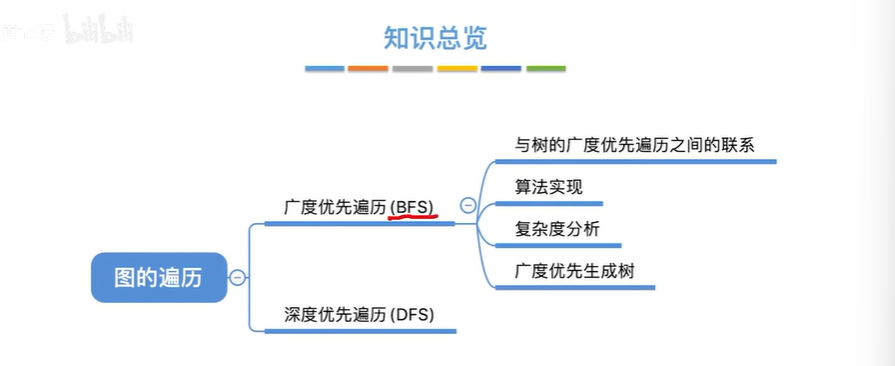 bilibili
知识总览
与树的广度优先遍历之间的联系
算法实现
广度优先遍历(BFS)
复杂度分析
广度优先生成树
图的遍历
深度优先遍历(DFS)